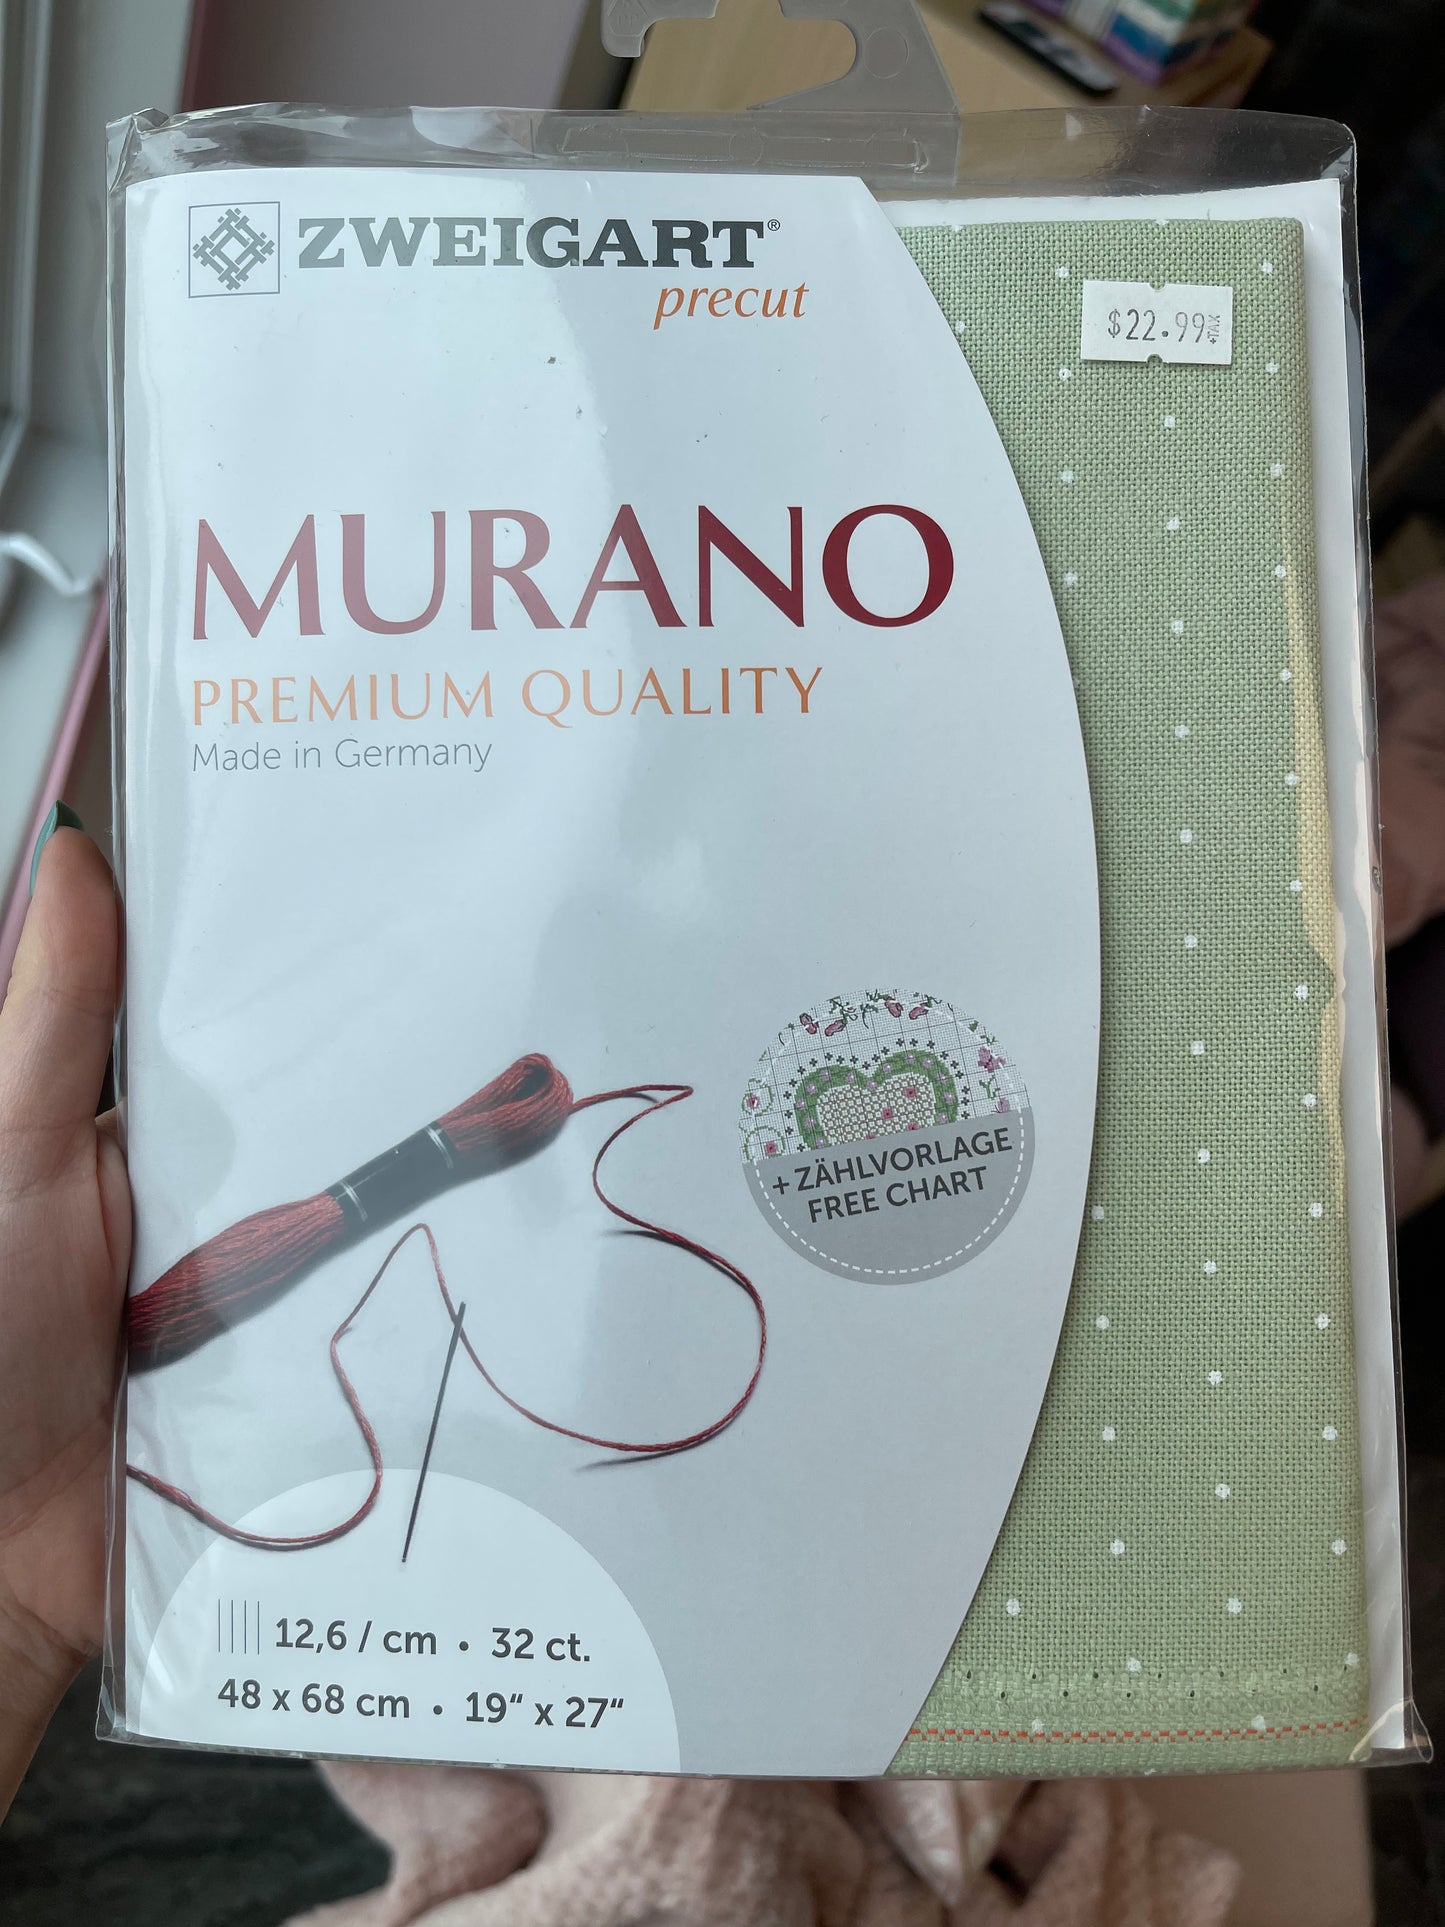 ZWEIGART®
precut
$22.99 +TAX
MURANO
PREMIUM QUALITY
Made in Germany
+ ZÄHLVORLAGE
FREE CHART
12,6 / cm • 32 ct.
48 x 68 cm • 19“ x 27“